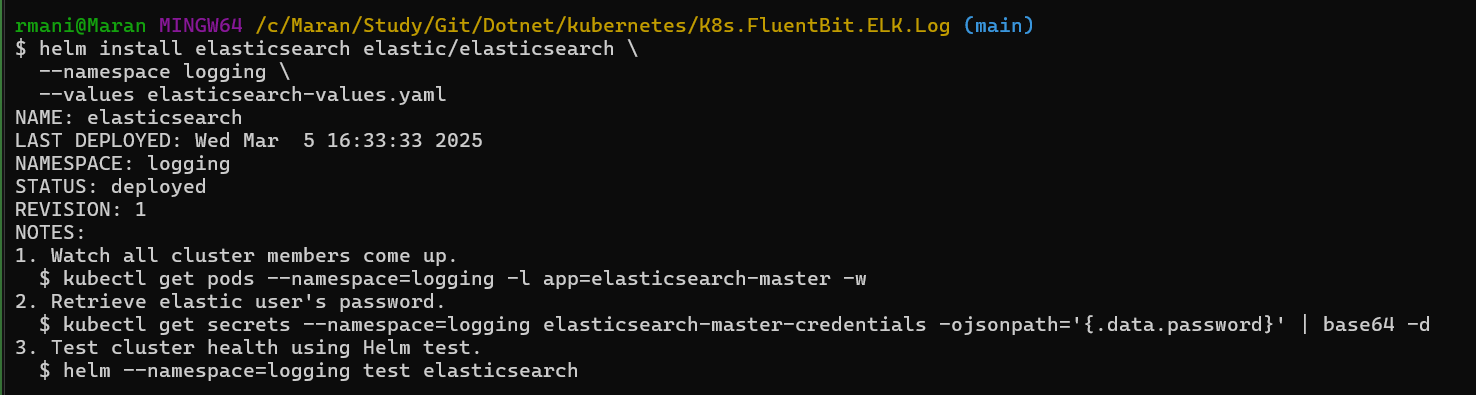 rmani@Maran MINGW64 /c/Maran/Study/Git/Dotnet/kubernetes/K8s.FluentBit.ELK.Log (main)
$ helm install elasticsearch elastic/elasticsearch \
  --namespace logging \
  --values elasticsearch-values.yaml
NAME: elasticsearch
LAST DEPLOYED: Wed Mar  5 16:33:33 2025
NAMESPACE: logging
STATUS: deployed
REVISION: 1
NOTES:
1. Watch all cluster members come up.
  $ kubectl get pods --namespace=logging -l app=elasticsearch-master -w
2. Retrieve elastic user's password.
  $ kubectl get secrets --namespace=logging elasticsearch-master-credentials -ojsonpath='{.data.password}' | base64 -d
3. Test cluster health using Helm test.
  $ helm --namespace=logging test elasticsearch